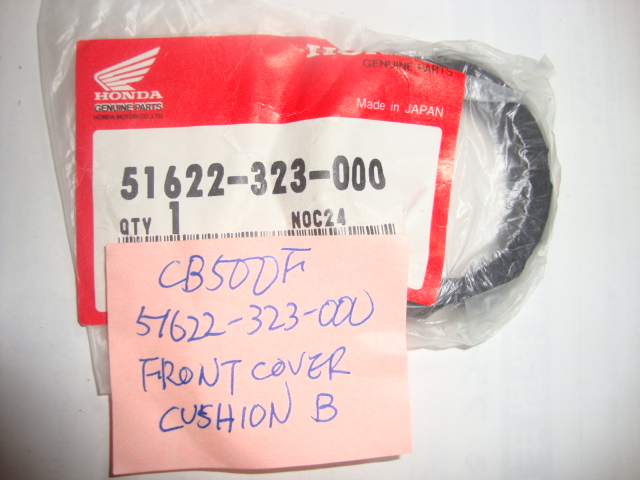 HONDA
GENUINE PARTS
HONDA MOTOR CO.,LTD.
GENUINE PARTS
Made in JAPAN
51622-323-000
QTY 1 NOC24
CB500F
51622-323-000
FRONT COVER
CUSHION B